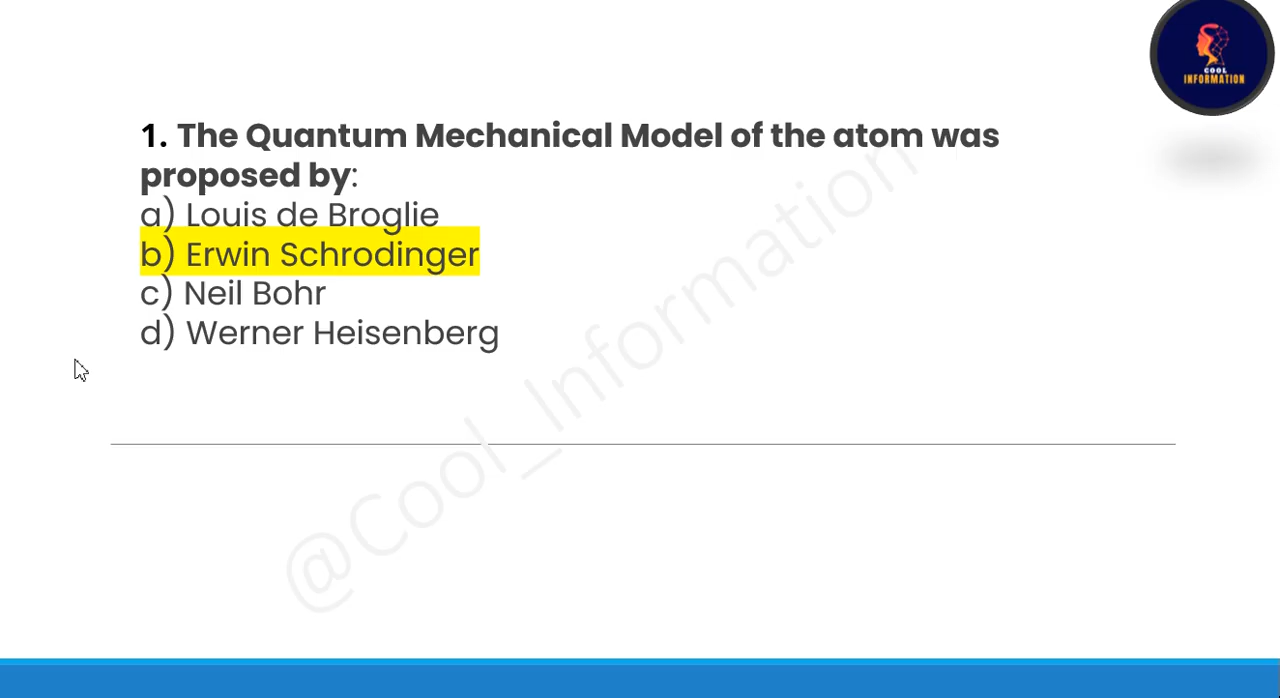 COOL
INFORMATION
1. The Quantum Mechanical Model of the atom was
proposed by:
a) Louis de Broglie
b) Erwin Schrodinger
c) Neil Bohr
d) Werner Heisenberg
@Cool_Information